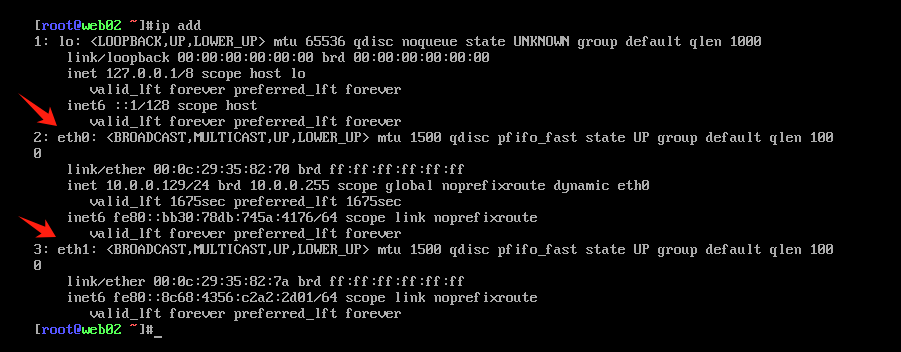 [root@web02 ~]#ip add
1: lo: <LOOPBACK,UP,LOWER_UP> mtu 65536 qdisc noqueue state UNKNOWN group default qlen 1000
    link/loopback 00:00:00:00:00:00 brd 00:00:00:00:00:00
    inet 127.0.0.1/8 scope host lo
       valid_lft forever preferred_lft forever
    inet6 ::1/128 scope host
       valid_lft forever preferred_lft forever
2: eth0: <BROADCAST,MULTICAST,UP,LOWER_UP> mtu 1500 qdisc pfifo_fast state UP group default qlen 100
0
    link/ether 00:0c:29:35:82:70 brd ff:ff:ff:ff:ff:ff
    inet 10.0.0.129/24 brd 10.0.0.255 scope global noprefixroute dynamic eth0
       valid_lft 1675sec preferred_lft 1675sec
    inet6 fe80::bb30:78db:745a:4176/64 scope link noprefixroute
       valid_lft forever preferred_lft forever
3: eth1: <BROADCAST,MULTICAST,UP,LOWER_UP> mtu 1500 qdisc pfifo_fast state UP group default qlen 100
0
    link/ether 00:0c:29:35:82:7a brd ff:ff:ff:ff:ff:ff
    inet6 fe80::8c68:4356:c2a2:2d01/64 scope link noprefixroute
       valid_lft forever preferred_lft forever
[root@web02 ~]#_